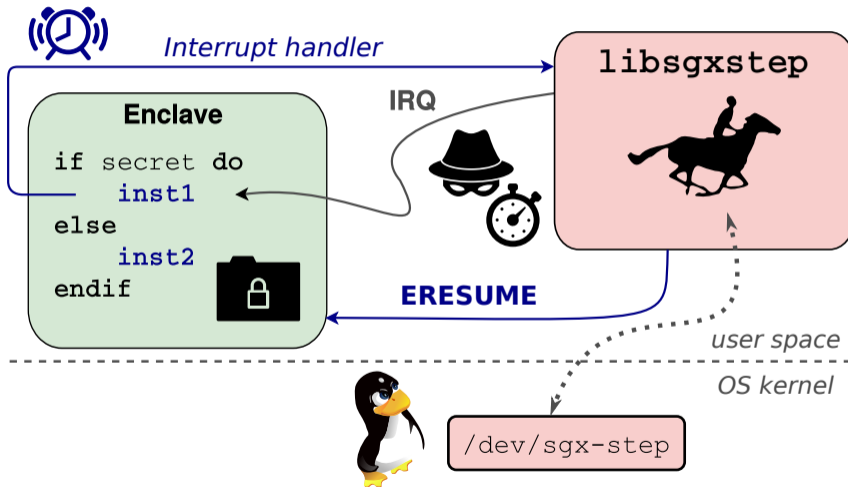 Interrupt handler
libsgxstep
IRQ
Enclave
if secret do
inst1
else
inst2
endif
ERESUME
user space
OS kernel
/dev/sgx-step